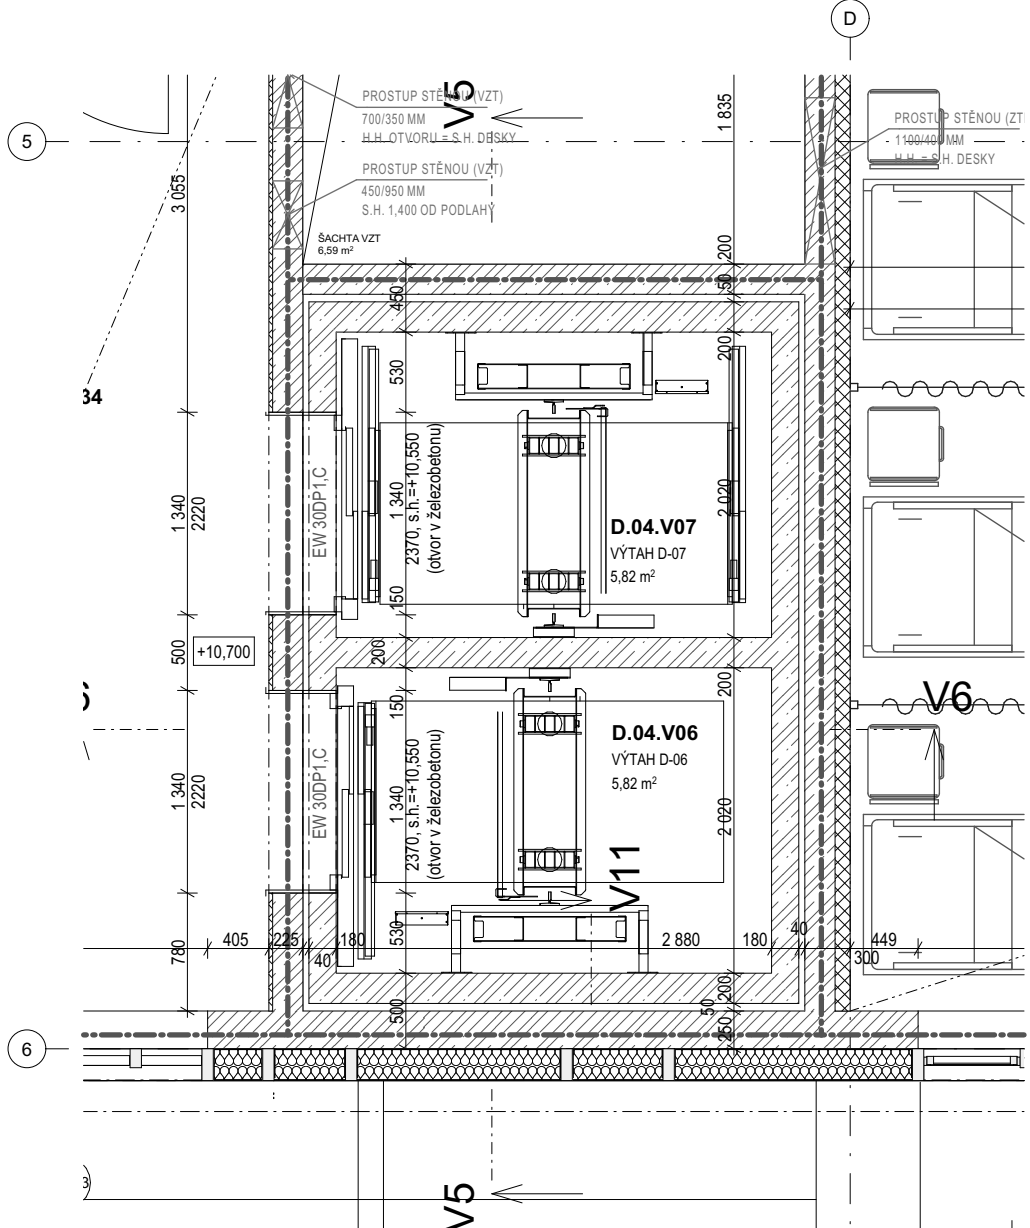 D
5
PROSTUP STĚNOU (VZT)
700/350 MM
H.H. OTVORU = S.H. DESKY
PROSTUP STĚNOU (VZT)
450/950 MM
S.H. 1,400 OD PODLAHY
ŠACHTA VZT
6,59 m²
V5
1 835
PROSTUP STĚNOU (ZTI
1100/400 MM
H.H. = S.H. DESKY
3 055
200
50
450
530
200
34
1 340
2220
EW 30DP1,C
1 340
2370, s.h.=+10,550
(otvor v železobetonu)
2 020
D.04.V07
VÝTAH D-07
5,82 m²
150
500
+10,700
200
200
150
V6
D.04.V06
VÝTAH D-06
5,82 m²
1 340
2220
EW 30DP1,C
1 340
2370, s.h.=+10,550
(otvor v železobetonu)
2 020
V11
780
405
225
40
180
530
2 880
180
40
300
449
500
50
200
250
6
V5